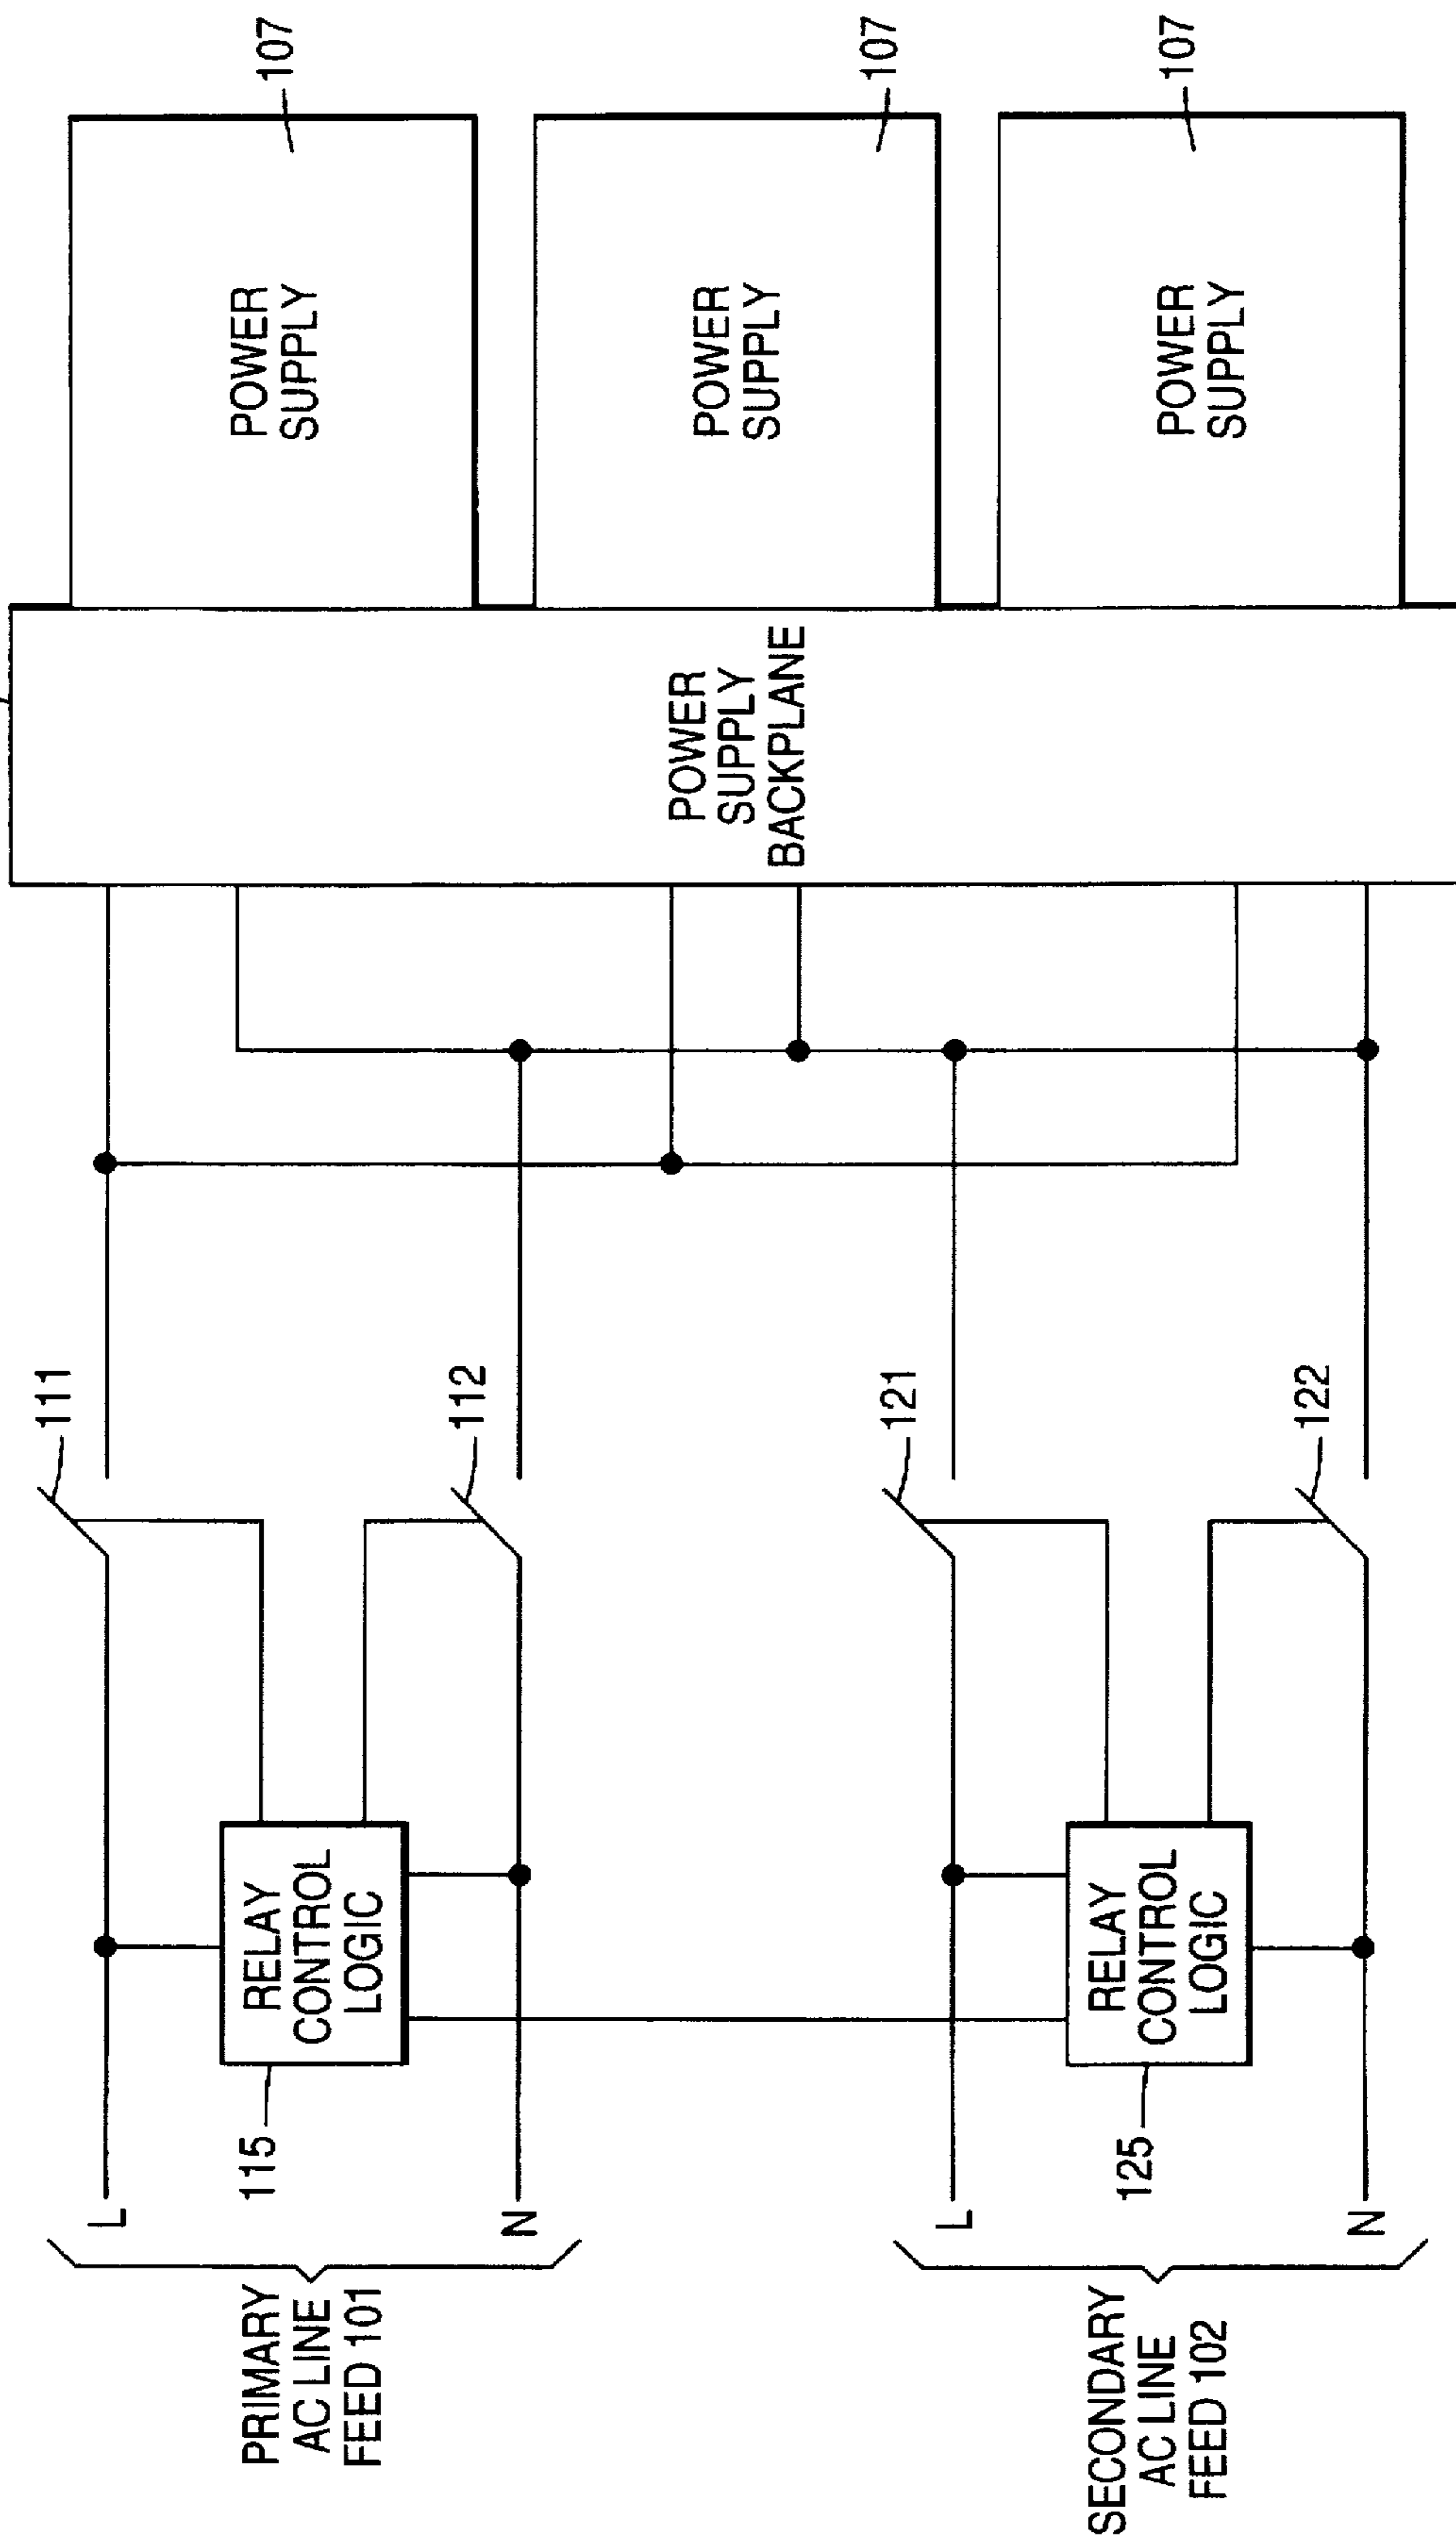 PRIMARY
AC LINE
FEED 101
L
N
115
RELAY
CONTROL
LOGIC
111
112
SECONDARY
AC LINE
FEED 102
L
N
125
RELAY
CONTROL
LOGIC
121
122
POWER
SUPPLY
BACKPLANE
POWER
SUPPLY
107
POWER
SUPPLY
107
POWER
SUPPLY
107